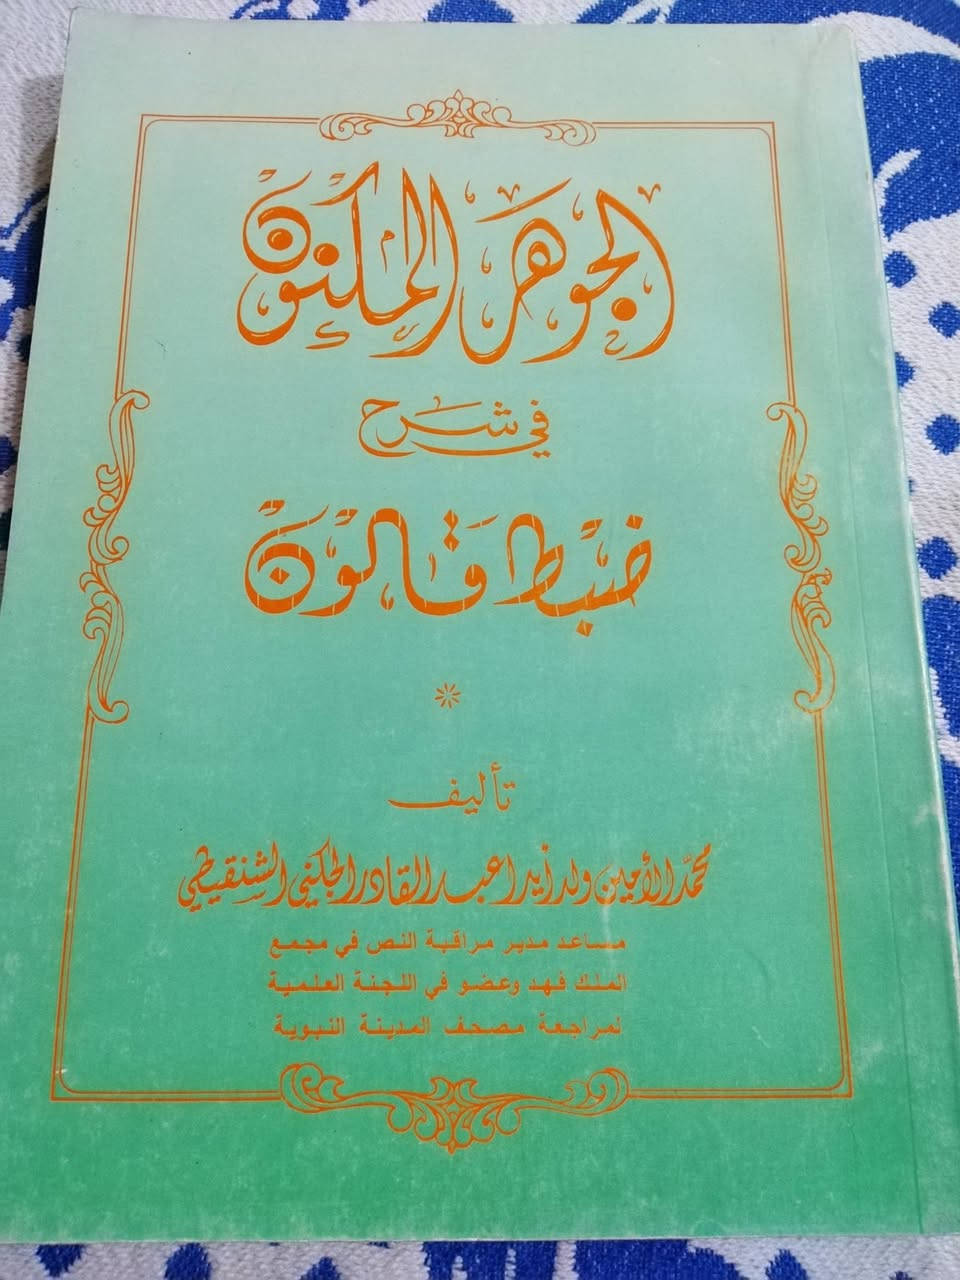 الجوهر المكنون
في شرح
ضبط قالون
تأليف
محمد الأمين ولد أيدا عبد القادر الجكني الشنقيطي
مساعد مدير مراقبة النص في مجمع
الملك فهد وعضو في اللجنة العلمية
لمراجعة مصحف المدينة النبوية